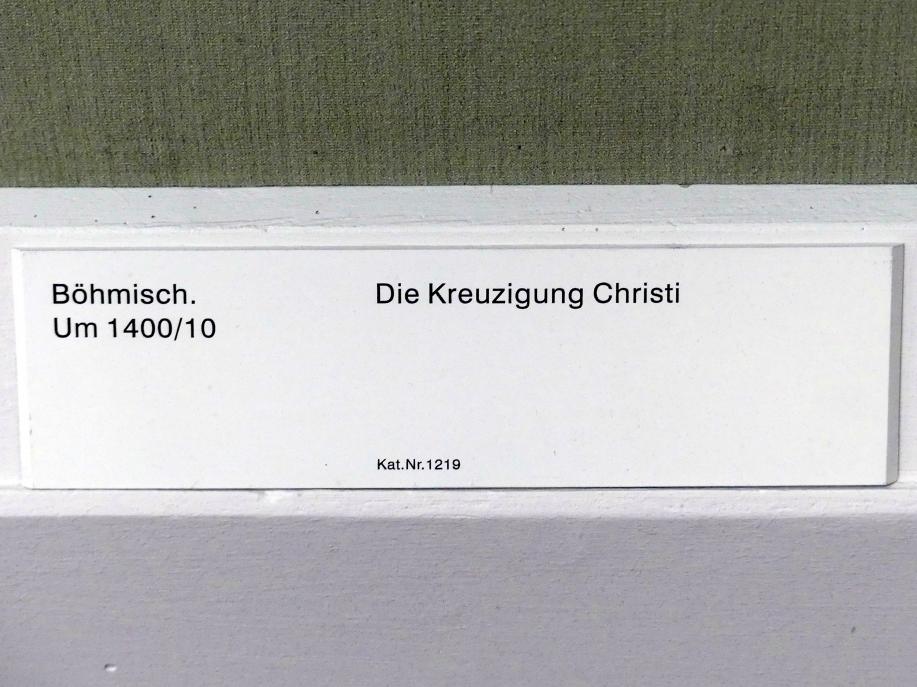 Böhmisch.
Um 1400/10
Die Kreuzigung Christi
Kat.Nr.1219